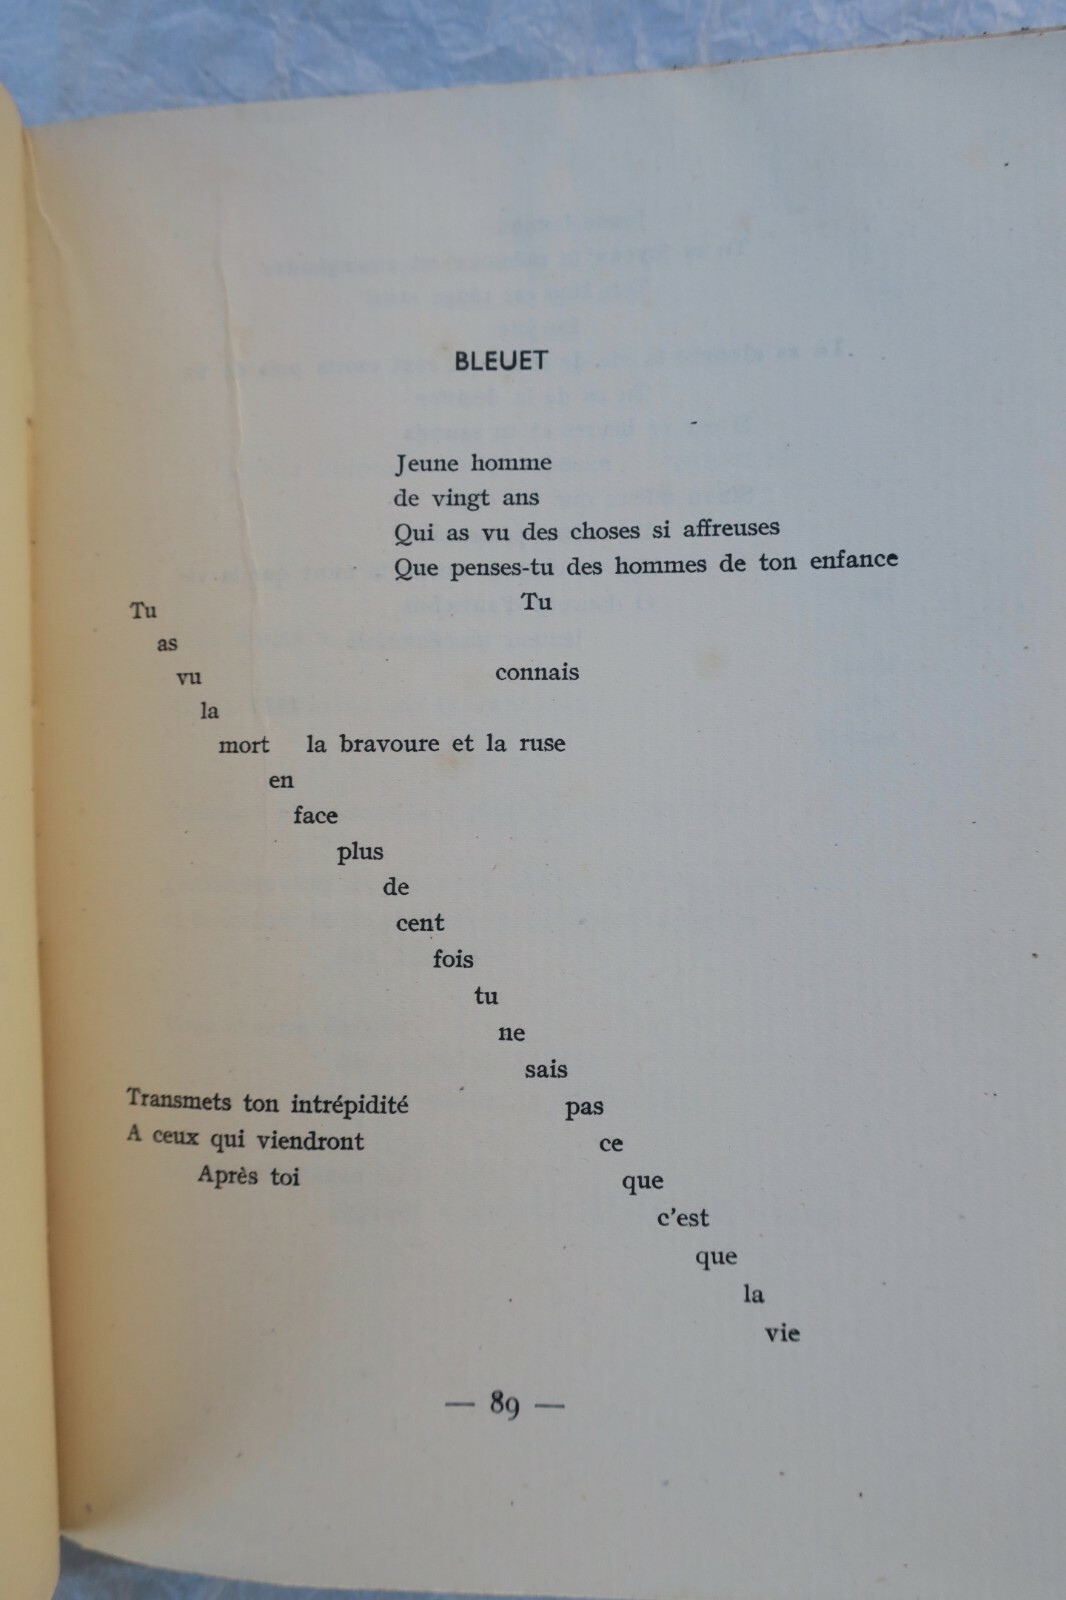 BLEUET
Jeune homme
de vingt ans
Qui as vu des choses si affreuses
Que penses-tu des hommes de ton enfance
Tu Tu
as
vu connais
la
mort la bravoure et la ruse
en
face
plus
de
cent
fois
tu
ne
sais
Transmets ton intrépidité pas
A ceux qui viendront ce
Après toi que
c'est
que
la
vie
— 89 —